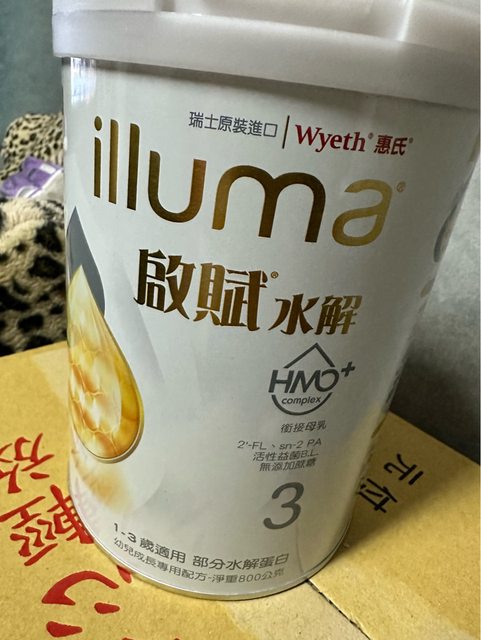 瑞士原裝進口 | Wyeth® 惠氏®
illuma®
啟賦® 水解
HMO+
complex
銜接母乳
2'-FL、sn-2 PA
活性益菌B.L.
無添加蔗糖
3
1-3 歲適用 部分水解蛋白
幼兒成長專用配方-淨重800公克
元付